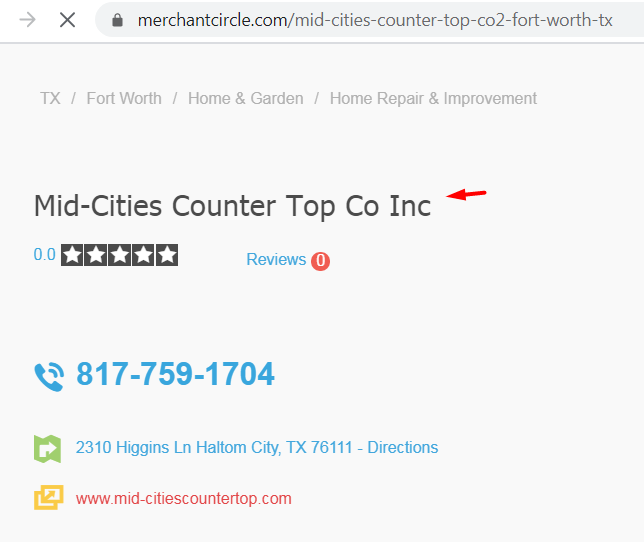 merchantcircle.com/mid-cities-counter-top-co2-fort-worth-tx
TX / Fort Worth / Home & Garden / Home Repair & Improvement
Mid-Cities Counter Top Co Inc
0.0 Reviews 0
817-759-1704
2310 Higgins Ln Haltom City, TX 76111 - Directions
www.mid-citiescountertop.com